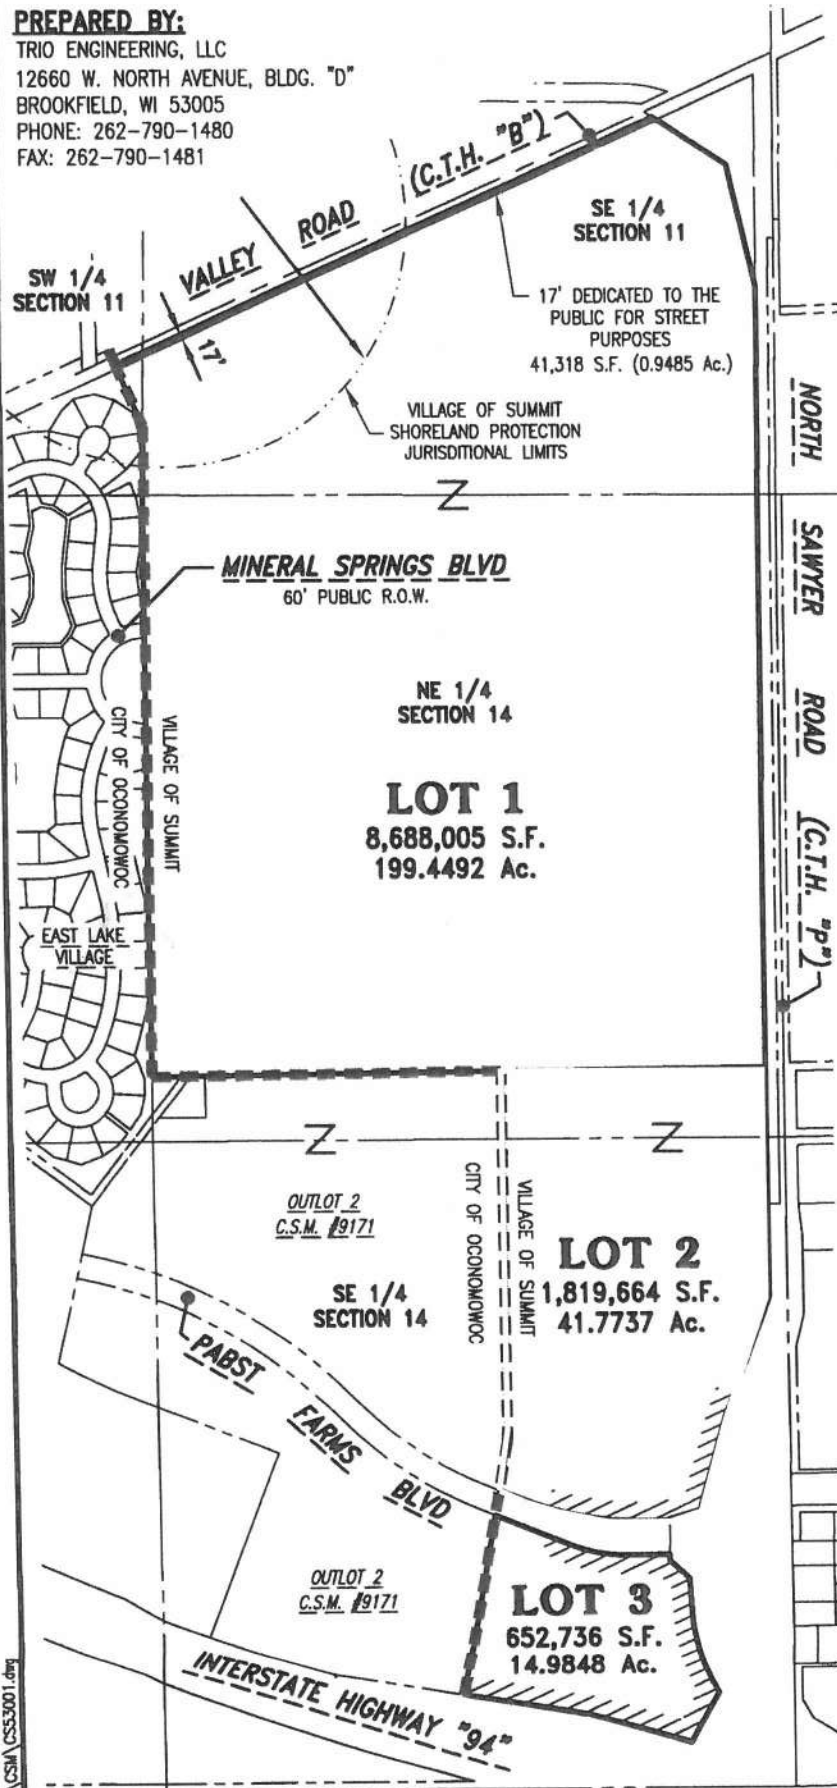 PREPARED BY:
TRIO ENGINEERING, LLC
12660 W. NORTH AVENUE, BLDG. "D"
BROOKFIELD, WI 53005
PHONE: 262-790-1480
FAX: 262-790-1481
VALLEY ROAD (C.T.H. "B")
SE 1/4
SECTION 11
SW 1/4
SECTION 11
17'
17' DEDICATED TO THE
PUBLIC FOR STREET
PURPOSES
41,318 S.F. (0.9485 Ac.)
VILLAGE OF SUMMIT
SHORELAND PROTECTION
JURISDITIONAL LIMITS
NORTH SAWYER ROAD (C.T.H. "P")
Z
MINERAL SPRINGS BLVD
60' PUBLIC R.O.W.
NE 1/4
SECTION 14
CITY OF OCONOMOWOC
VILLAGE OF SUMMIT
LOT 1
8,688,005 S.F.
199.4492 Ac.
EAST LAKE
VILLAGE
Z
Z
OUTLOT 2
C.S.M. #9171
CITY OF OCONOMOWOC
VILLAGE OF SUMMIT
LOT 2
1,819,664 S.F.
41.7737 Ac.
SE 1/4
SECTION 14
PABST FARMS BLVD
OUTLOT 2
C.S.M. #9171
LOT 3
652,736 S.F.
14.9848 Ac.
INTERSTATE HIGHWAY "94"
CSM\CS53001.dwg